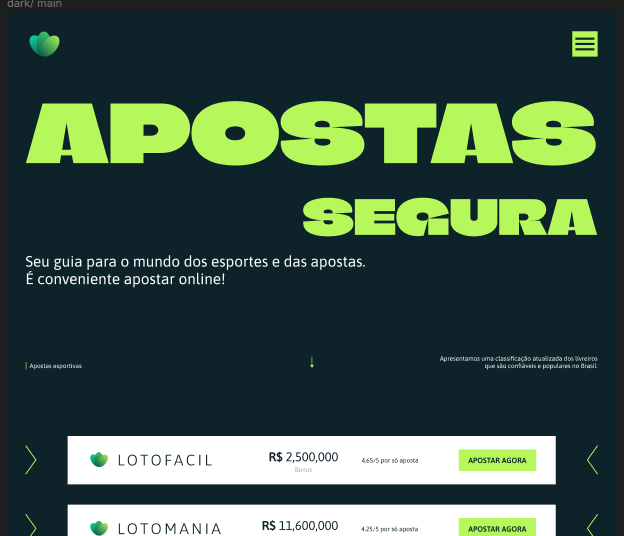 dark/ main
APOSTAS
SEGURA
Seu guia para o mundo dos esportes e das apostas.
É conveniente apostar online!
Apostas esportivas
Apresentamos uma classificação atualizada dos livreiros
que são confiáveis e populares no Brasil.
LOTOFACIL
R$ 2,500,000
Bonus
4.65/5 por só aposta
APOSTAR AGORA
LOTOMANIA
R$ 11,600,000
4.25/5 por só aposta
APOSTAR AGORA